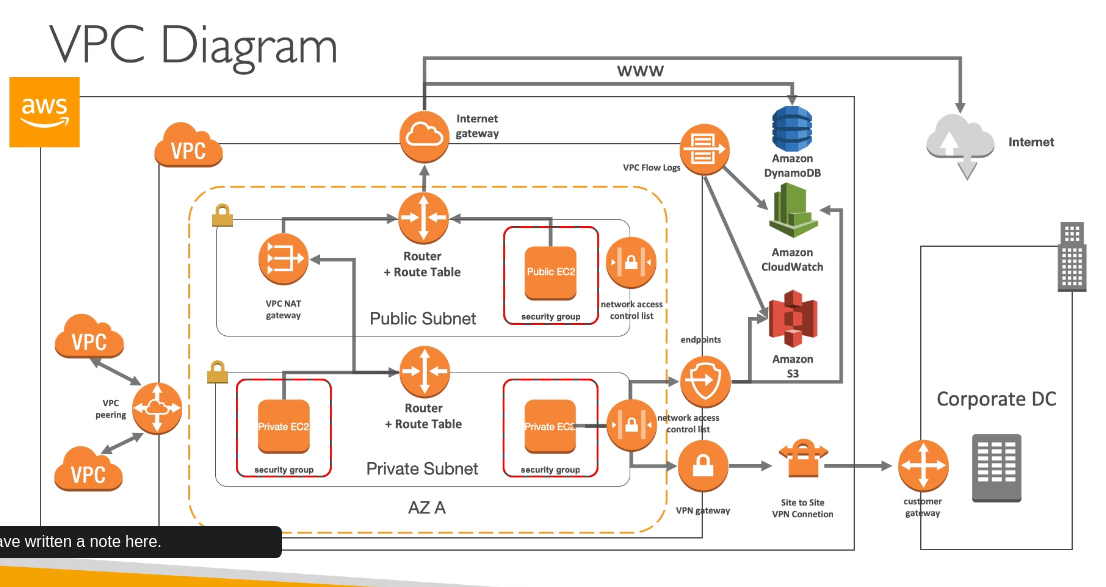 VPC Diagram
aws
WWW
Internet
gateway
Internet
VPC
VPC Flow Logs
Amazon
DynamoDB
Router
+ Route Table
Public EC2
security group
network access
control list
VPC NAT
gateway
Public Subnet
Amazon
CloudWatch
VPC
VPC
peering
VPC
Router
+ Route Table
Private EC2
security group
Private EC2
security group
network access
control list
Private Subnet
AZ A
endpoints
Amazon
S3
VPN gateway
Site to Site
VPN Connetion
customer
gateway
Corporate DC
ave written a note here.